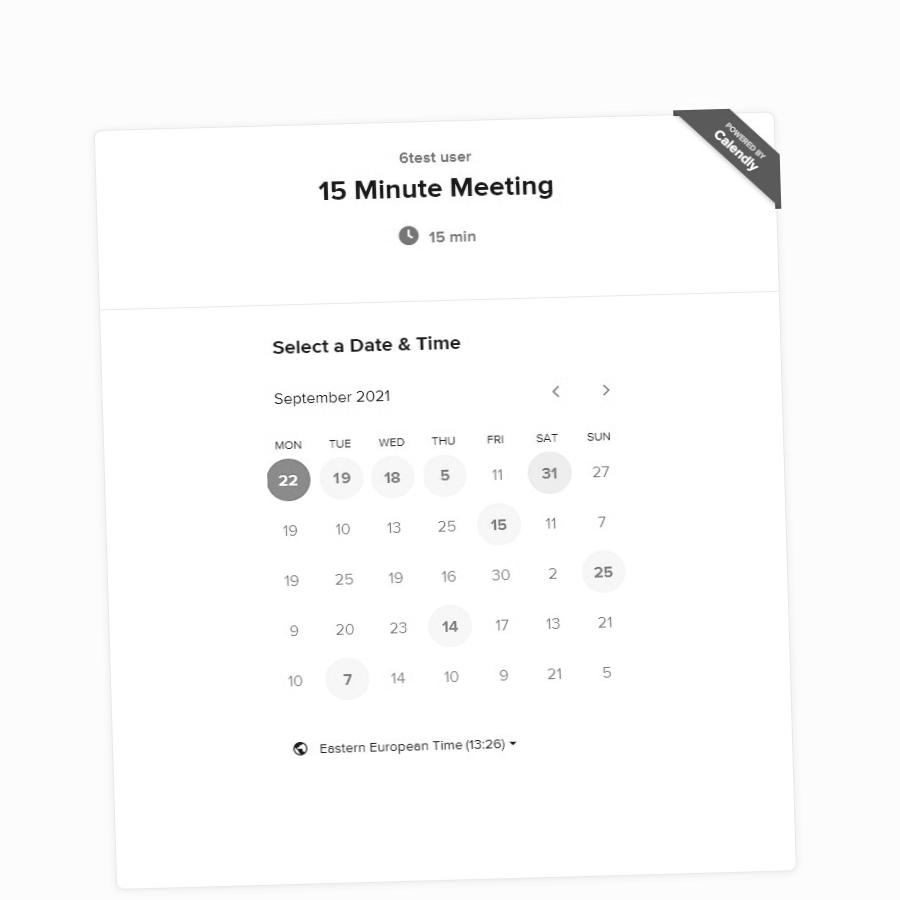 POWERED BY
Calendly
6test user
15 Minute Meeting
15 min
Select a Date & Time
September 2021
MON TUE WED THU FRI SAT SUN
22 19 18 5 11 31 27
19 10 13 25 15 11 7
19 25 19 16 30 2 25
9 20 23 14 17 13 21
10 7 14 10 9 21 5
Eastern European Time (13:26)